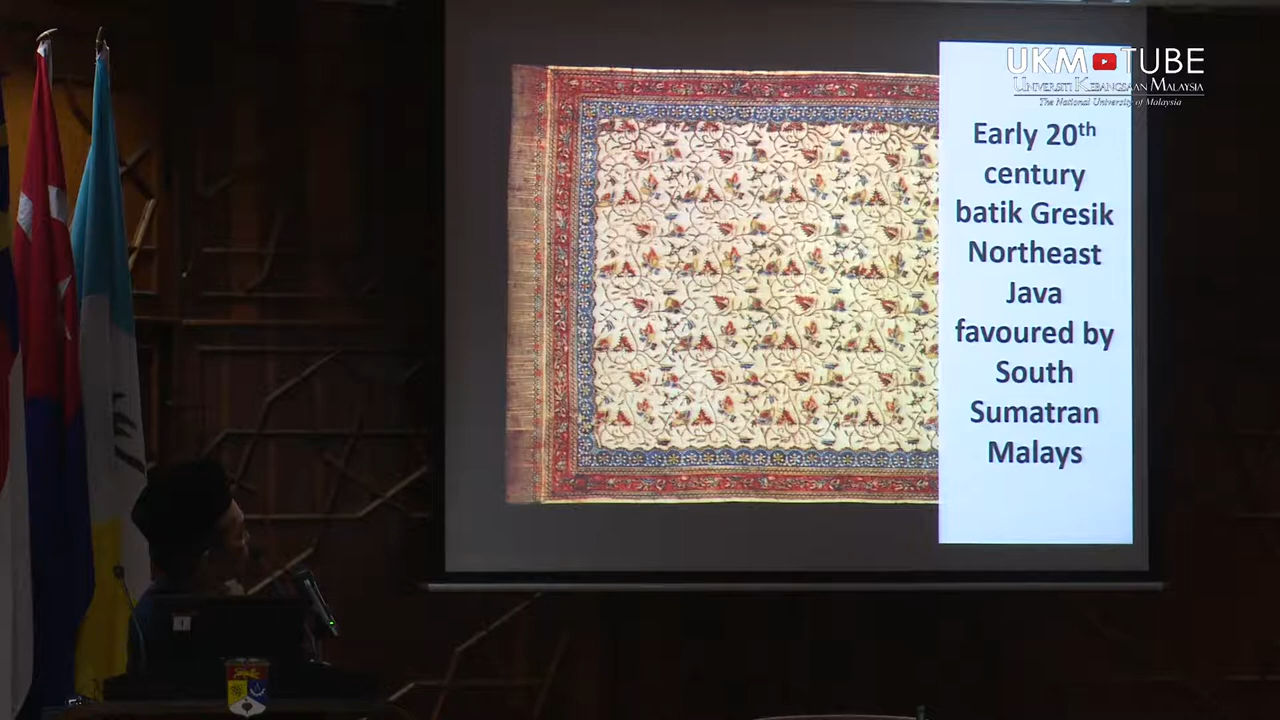 UKM TUBE
UNIVERSITI KEBANGSAAN MALAYSIA
The National University of Malaysia
Early 20th
century
batik Gresik
Northeast
Java
favoured by
South
Sumatran
Malays